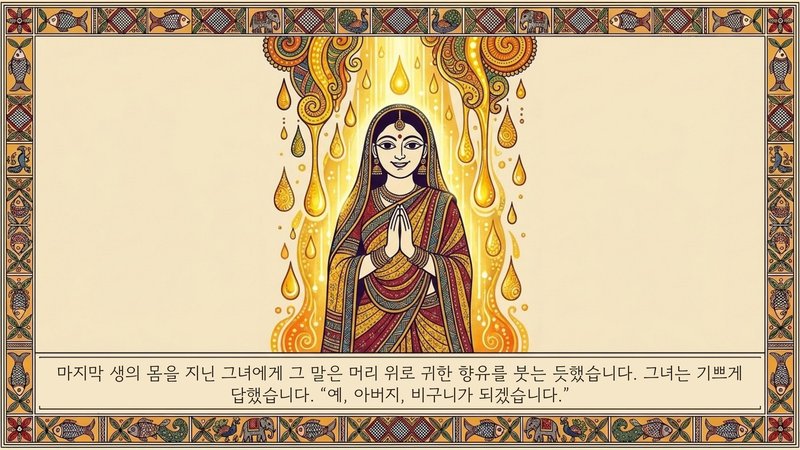 마지막 생의 몸을 지닌 그녀에게 그 말은 머리 위로 귀한 향유를 붓는 듯했습니다. 그녀는 기쁘게
답했습니다. “예, 아버지, 비구니가 되겠습니다.”